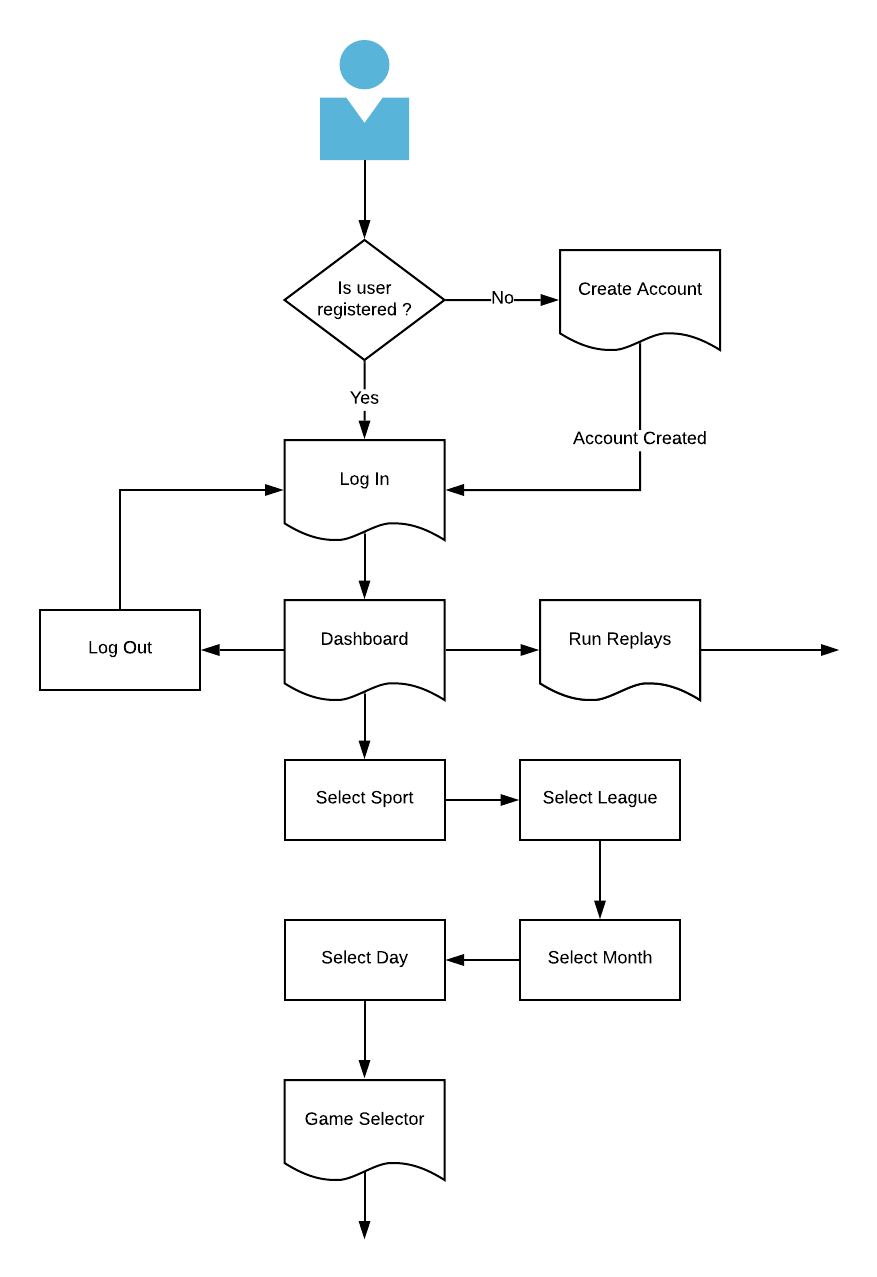 Is user
registered ?
No
Create Account
Yes
Account Created
Log In
Log Out
Dashboard
Run Replays
Select Sport
Select League
Select Day
Select Month
Game Selector